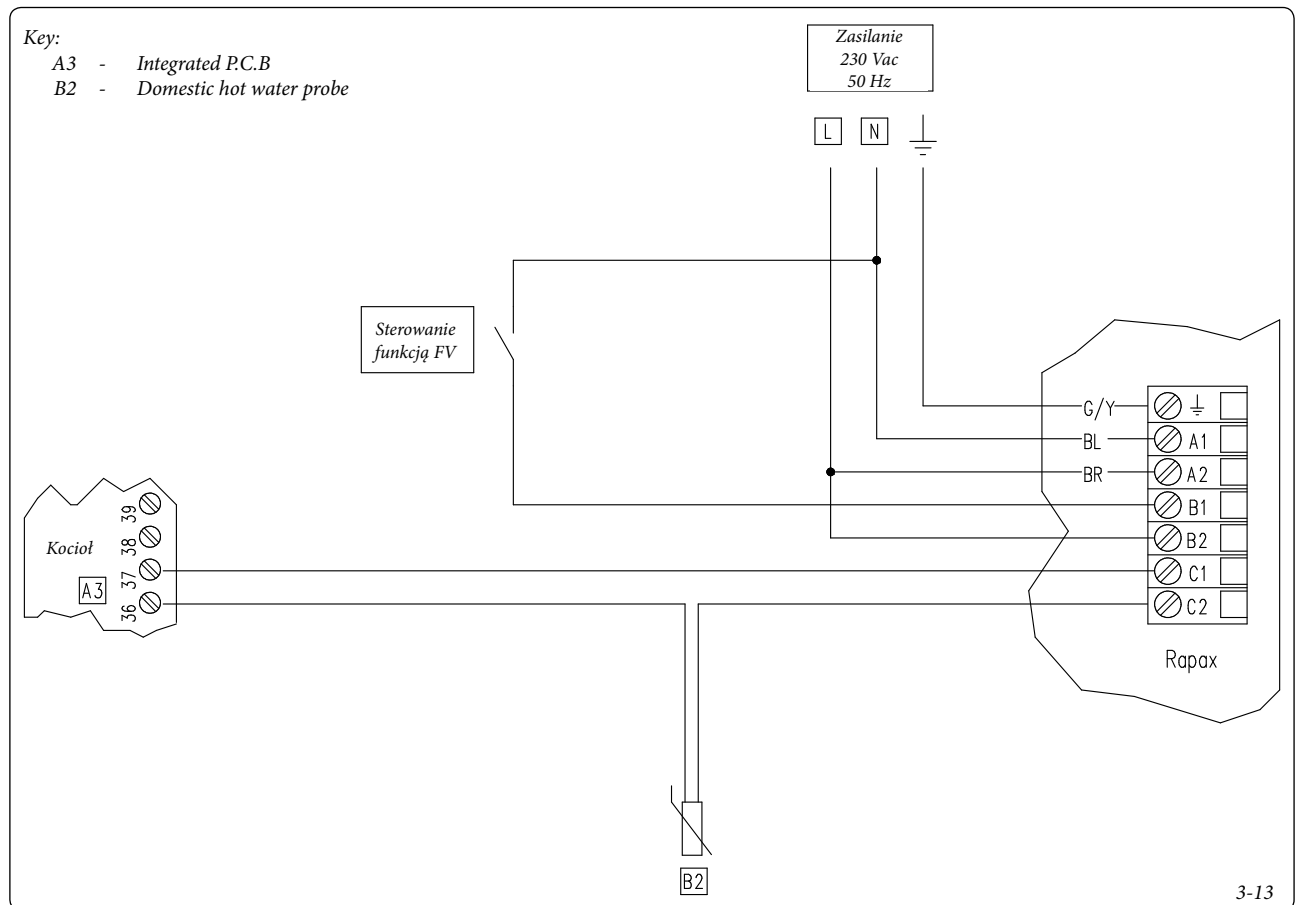 Key:
A3 - Integrated P.C.B
B2 - Domestic hot water probe
Zasilanie
230 Vac
50 Hz
L N
Sterowanie
funkcją FV
G/Y
BL A1
BR A2
B1
B2
C1
C2
Rapax
39
38
37
36
Kocioł
A3
B2
3-13